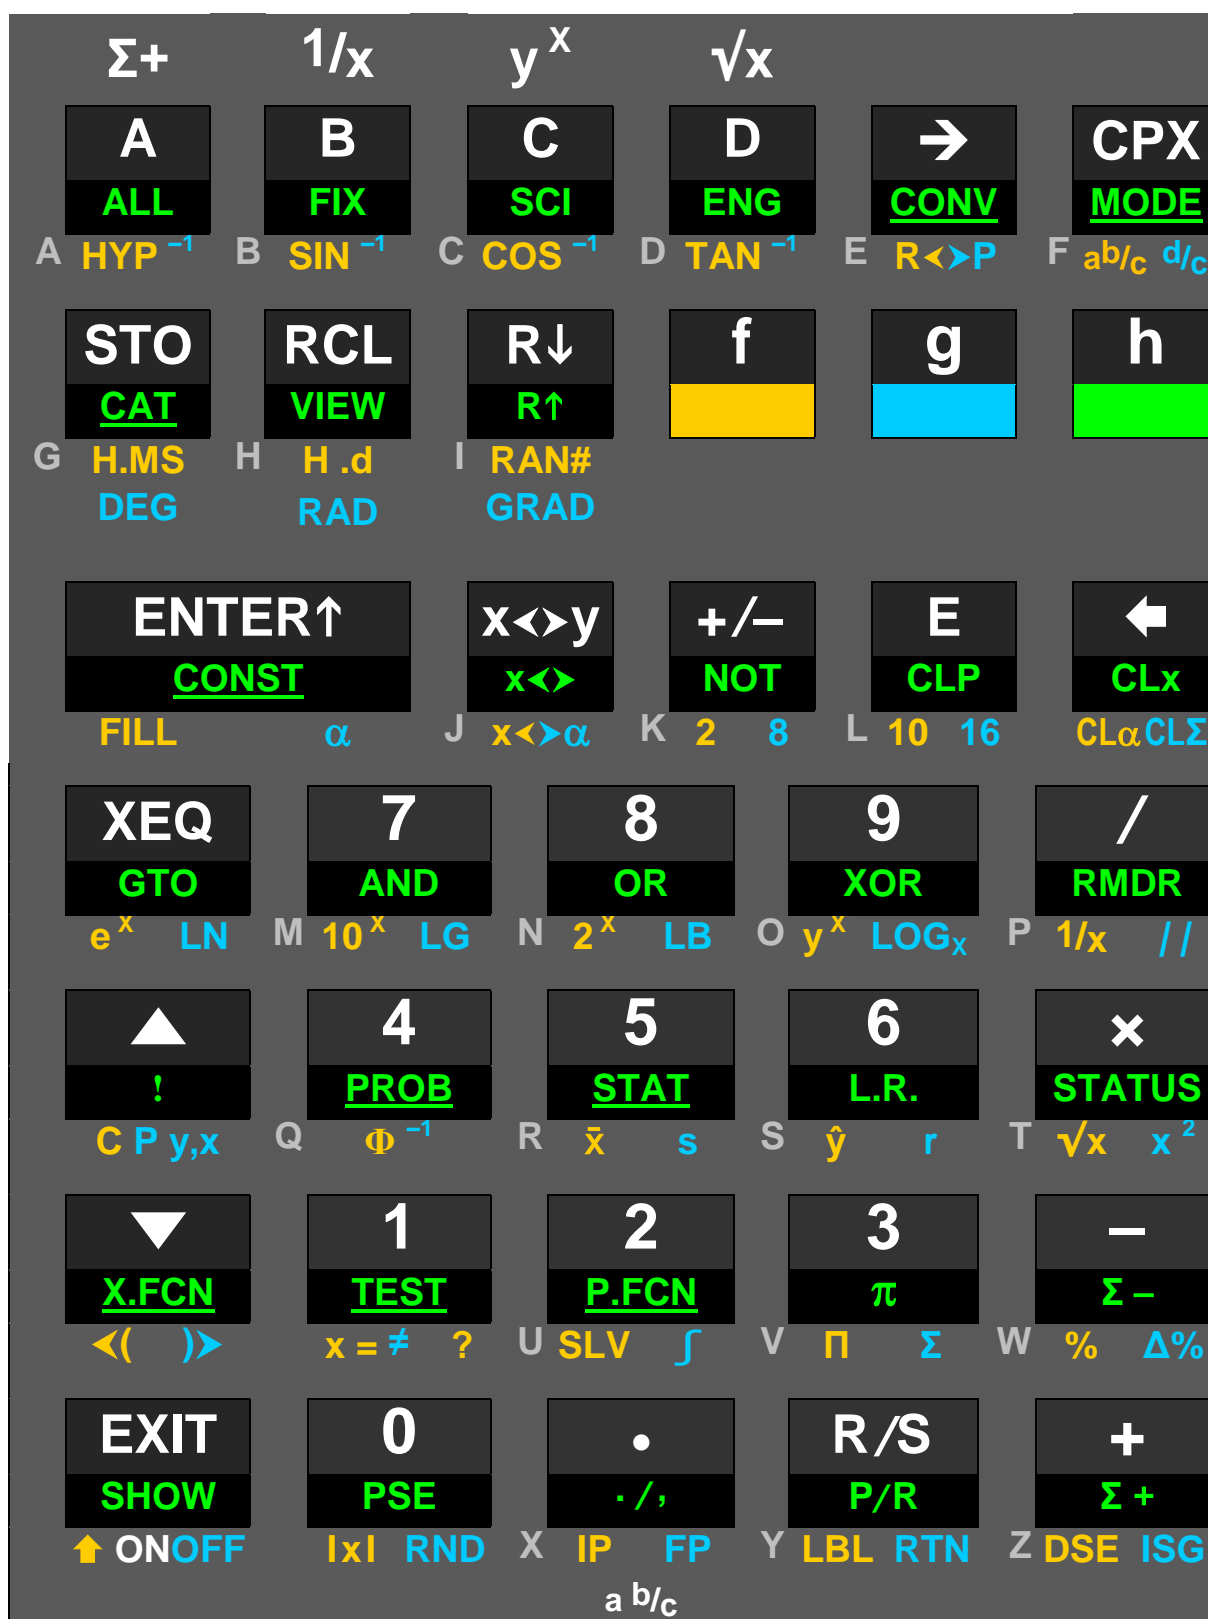 Σ+ 1/x y^x √x
A B C D ➔ CPX
ALL FIX SCI ENG CONV MODE
A HYP⁻¹ B SIN⁻¹ C COS⁻¹ D TAN⁻¹ E R<>P F ab/c d/c
STO RCL R↓ f g h
CAT VIEW R↑
G H.MS H H.d I RAN#
DEG RAD GRAD
ENTER↑ x<>y +/− E 🡄
CONST x<> NOT CLP CLx
FILL α J x<>α K 2 8 L 10 16 CLα CLΣ
XEQ 7 8 9 /
GTO AND OR XOR RMDR
e^x LN M 10^x LG N 2^x LB O y^x LOGₓ P 1/x //
▲ 4 5 6 ×
! PROB STAT L.R. STATUS
C P y,x Q Φ⁻¹ R x̄ s S ŷ r T √x x²
▼ 1 2 3 −
X.FCN TEST P.FCN π Σ−
<( )> x = ≠ ? U SLV ∫ V Π Σ W % Δ%
EXIT 0 . R/S +
SHOW PSE ./, P/R Σ+
⬆ ON OFF |x| RND X IP FP Y LBL RTN Z DSE ISG
a b/c